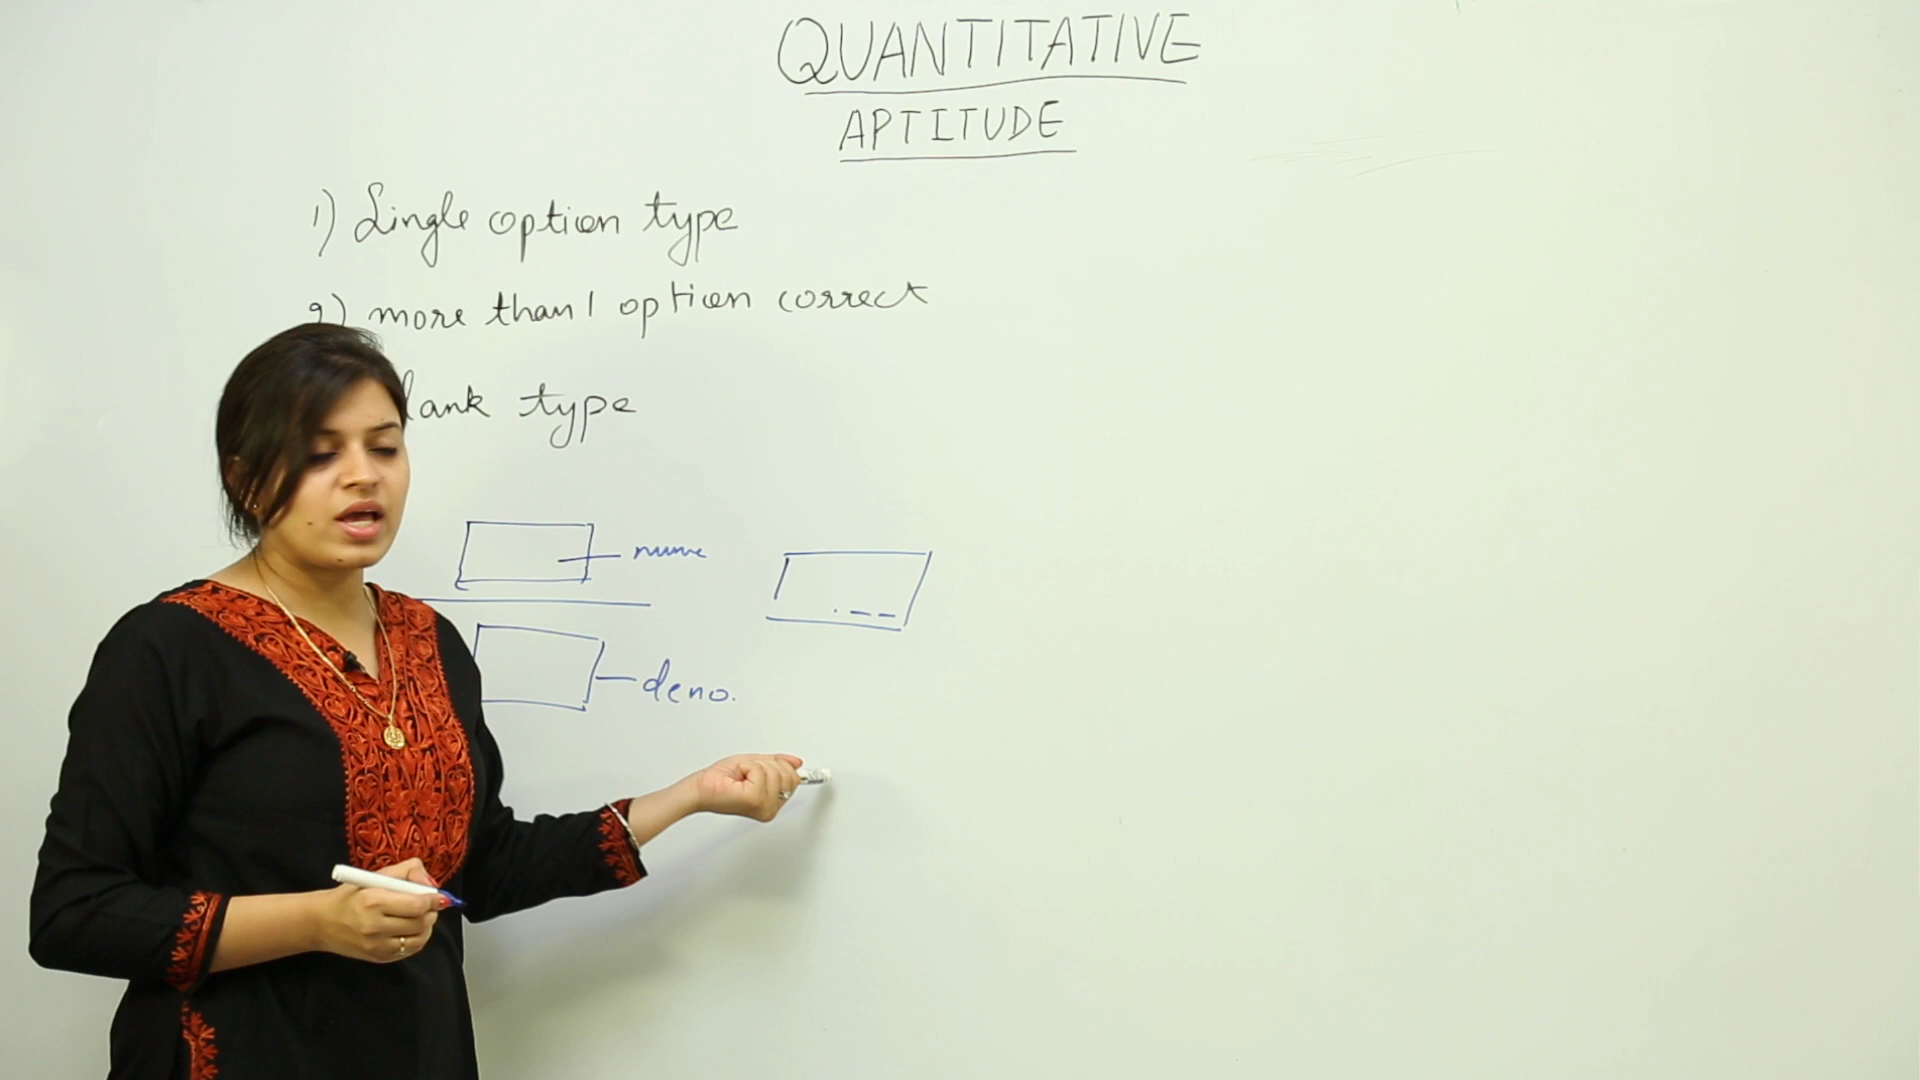 QUANTITATIVE
APTITUDE
1) Single option type
2) more than 1 option correct
lank type
nume
deno.